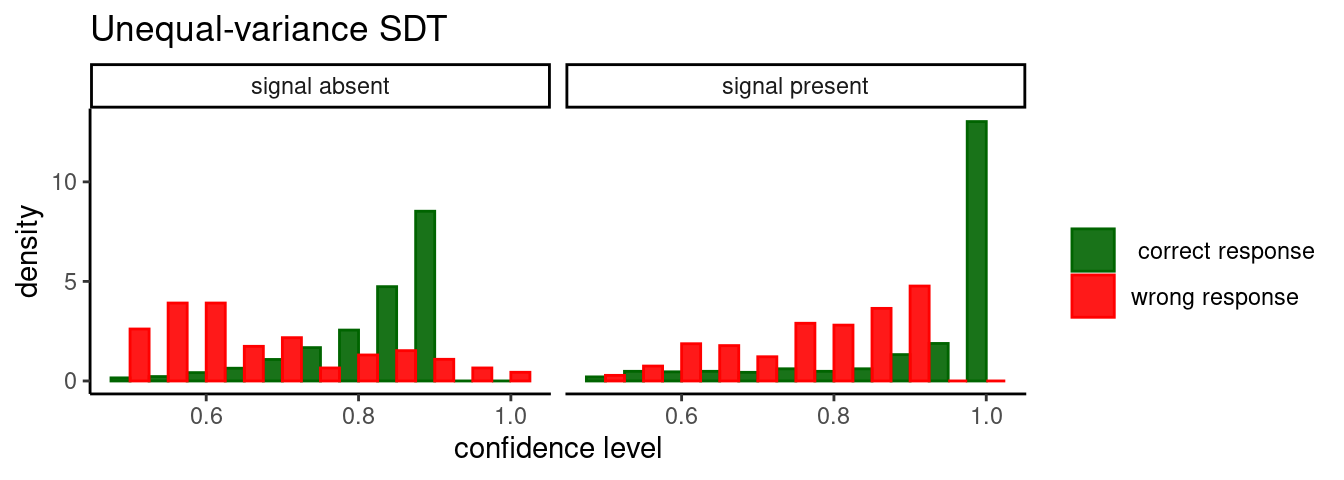 Unequal-variance SDT
signal absent
signal present
density
10
5
0
0.6
0.8
1.0
0.6
0.8
1.0
confidence level
correct response
wrong response